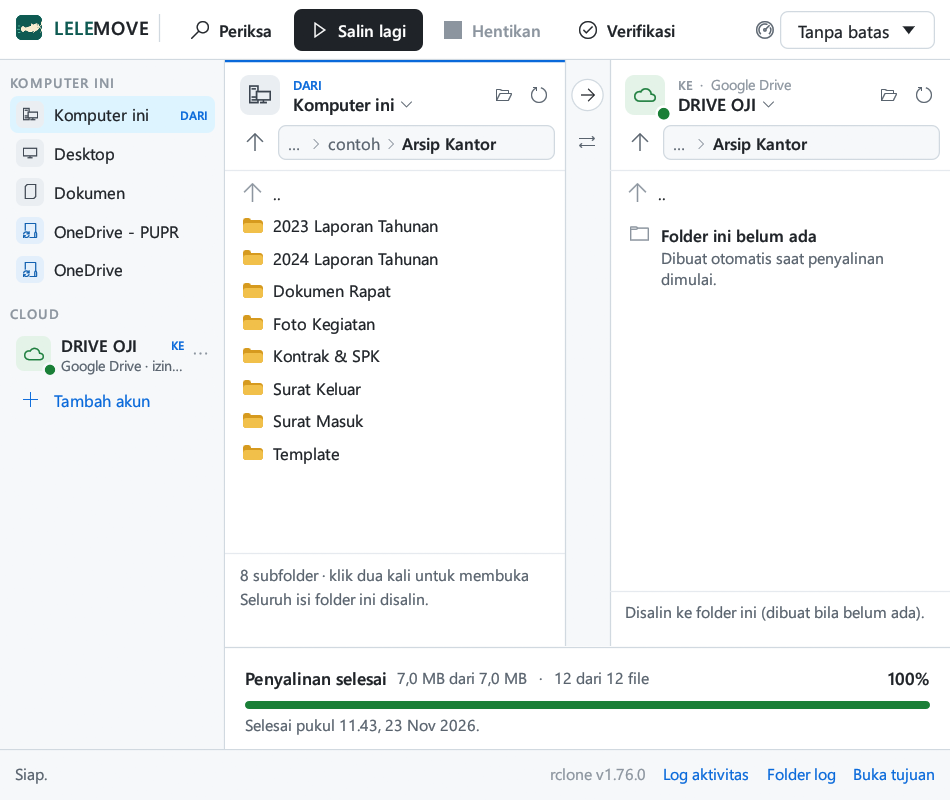 LELEMOVE
Periksa
Salin lagi
Hentikan
Verifikasi
Tanpa batas
KOMPUTER INI
Komputer ini DARI
Desktop
Dokumen
OneDrive - PUPR
OneDrive
CLOUD
DRIVE OJI KE ...
Google Drive · izin...
Tambah akun
DARI
Komputer ini
... contoh Arsip Kantor
..
2023 Laporan Tahunan
2024 Laporan Tahunan
Dokumen Rapat
Foto Kegiatan
Kontrak & SPK
Surat Keluar
Surat Masuk
Template
8 subfolder · klik dua kali untuk membuka
Seluruh isi folder ini disalin.
KE · Google Drive
DRIVE OJI
... Arsip Kantor
..
Folder ini belum ada
Dibuat otomatis saat penyalinan
dimulai.
Disalin ke folder ini (dibuat bila belum ada).
Penyalinan selesai 7,0 MB dari 7,0 MB · 12 dari 12 file 100%
Selesai pukul 11.43, 23 Nov 2026.
Siap.
rclone v1.76.0 Log aktivitas Folder log Buka tujuan